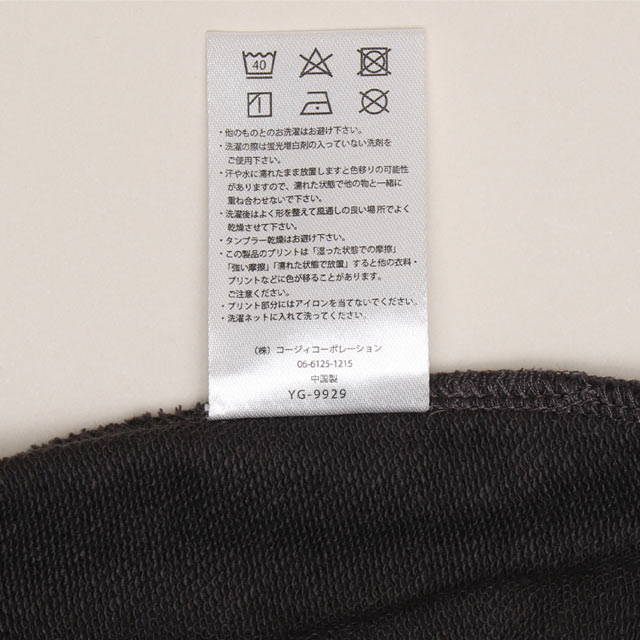 40
・他のものとのお洗濯はお避け下さい。
・洗濯の際は蛍光増白剤の入っていない洗剤を
ご使用下さい。
・汗や水に濡れたまま放置しますと色移りの可能性
がありますので、濡れた状態で他の物と一緒に
重ね合わせないで下さい。
・洗濯後はよく形を整えて風通しの良い場所でよく
乾燥させて下さい。
・タンブラー乾燥はお避け下さい。
・この製品のプリントは「湿った状態での摩擦」
「強い摩擦」「濡れた状態で放置」すると他の衣料・
プリントなどに色が移ることがあります。
ご注意ください。
・プリント部分にはアイロンを当てないでください。
・洗濯ネットに入れて洗ってください。
（株）コージィコーポレーション
06-6125-1215
中国製
YG-9929